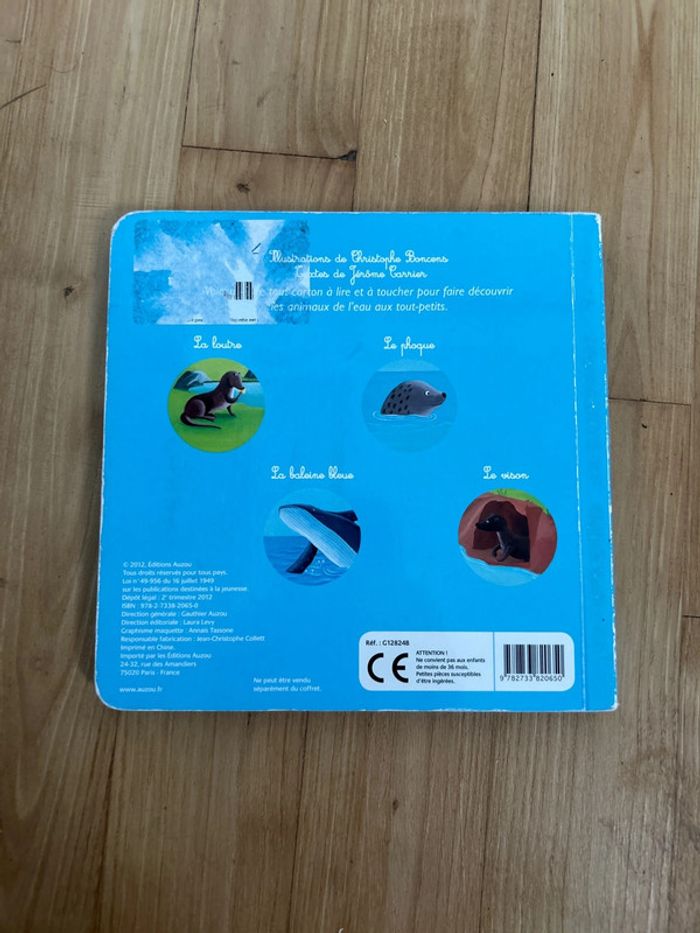 Illustrations de Christophe Boncens
Textes de Jérôme Carrier
tout carton à lire et à toucher pour faire découvrir
les animaux de l'eau aux tout-petits.
La loutre
Le phoque
La baleine bleue
Le vison
© 2012, Éditions Auzou
Tous droits réservés pour tous pays.
Loi n° 49-956 du 16 juillet 1949
sur les publications destinées à la jeunesse.
Dépôt légal : 2e trimestre 2012
ISBN : 978-2-7338-2065-0
Direction générale : Gauthier Auzou
Direction éditoriale : Laura Levy
Graphisme maquette : Annaïs Tassone
Responsable fabrication : Jean-Christophe Collett
Imprimé en Chine.
Importé par les Éditions Auzou
24-32, rue des Amandiers
75020 Paris - France
www.auzou.fr
Ne peut être vendu
séparément du coffret.
Réf. : G12824B
CE
ATTENTION !
Ne convient pas aux enfants
de moins de 36 mois.
Petites pièces susceptibles
d'être ingérées.
9 782733 820650